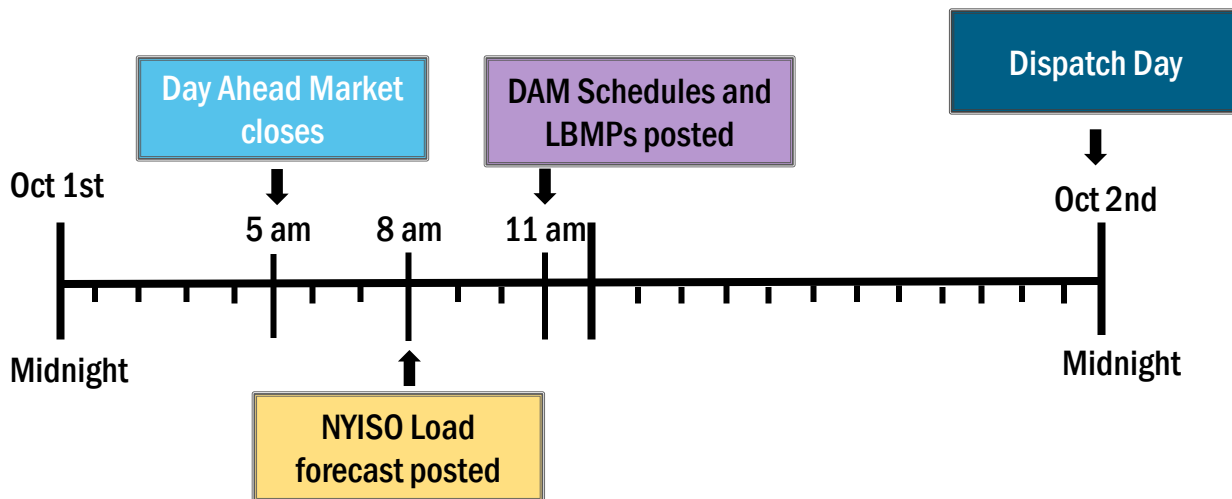 Dispatch Day
Day Ahead Market
closes
DAM Schedules and
LBMPs posted
Oct 1st
Oct 2nd
5 am
8 am
11 am
Midnight
Midnight
NYISO Load
forecast posted